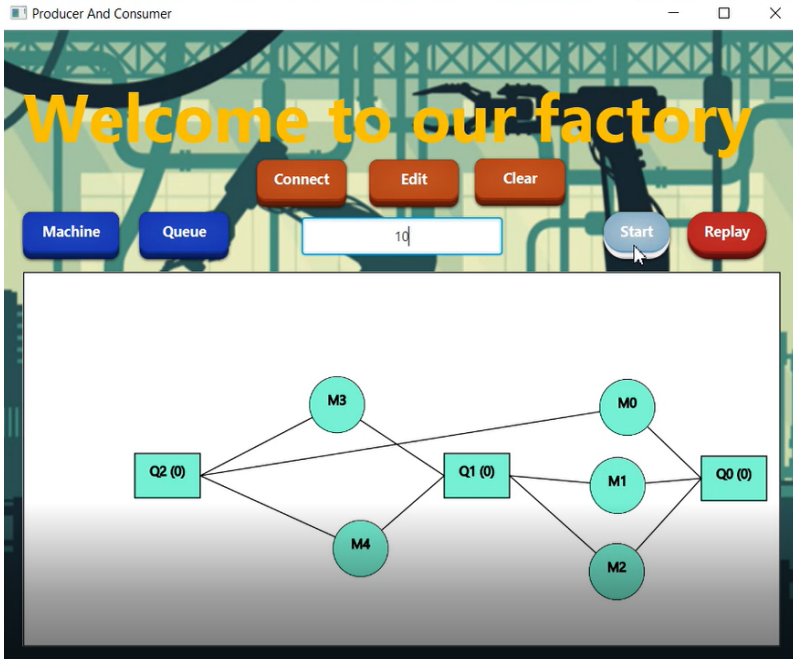 Producer And Consumer
Welcome to our factory
Connect Edit Clear
Machine Queue 10 Start Replay
M3
M0
Q2 (0) Q1 (0) Q0 (0)
M1
M4
M2